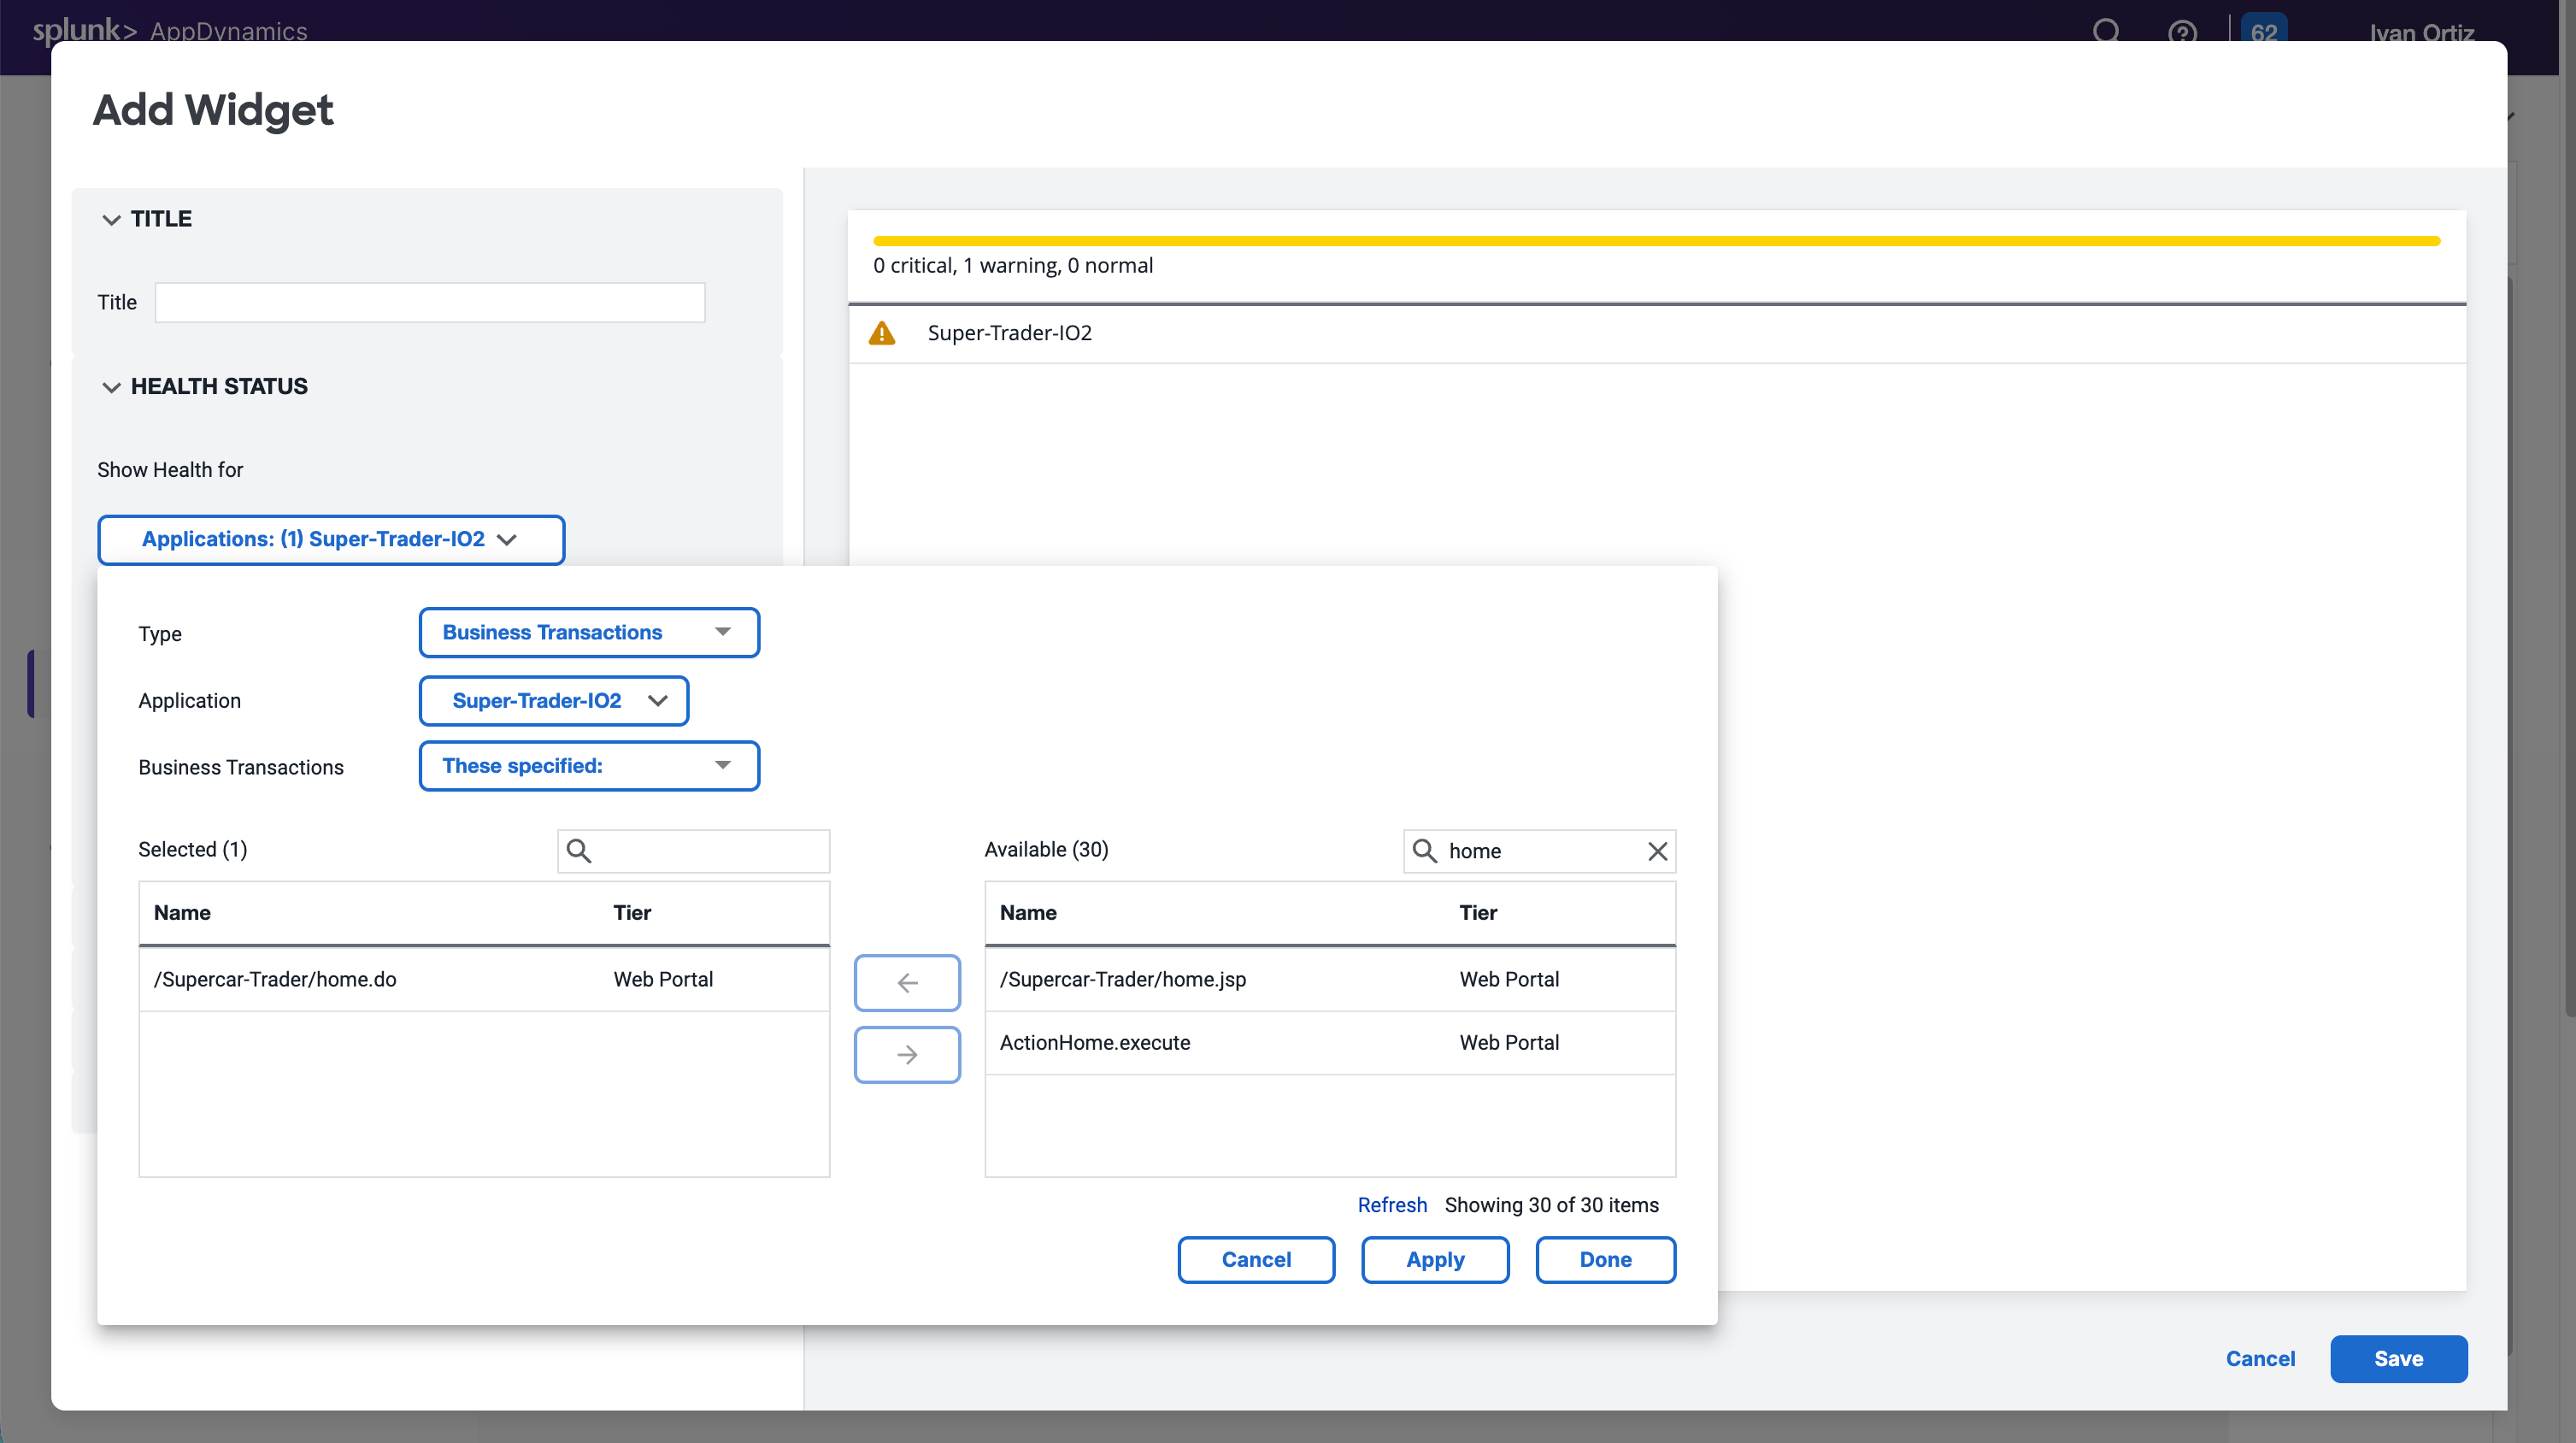 splunk> AppDynamics
62
Ivan Ortiz
Add Widget
TITLE
Title
HEALTH STATUS
Show Health for
Applications: (1) Super-Trader-IO2
0 critical, 1 warning, 0 normal
Super-Trader-IO2
Type
Business Transactions
Application
Super-Trader-IO2
Business Transactions
These specified:
Selected (1)
Available (30)
home
Name Tier
/Supercar-Trader/home.do Web Portal
Name Tier
/Supercar-Trader/home.jsp Web Portal
ActionHome.execute Web Portal
Refresh Showing 30 of 30 items
Cancel Apply Done
Cancel Save